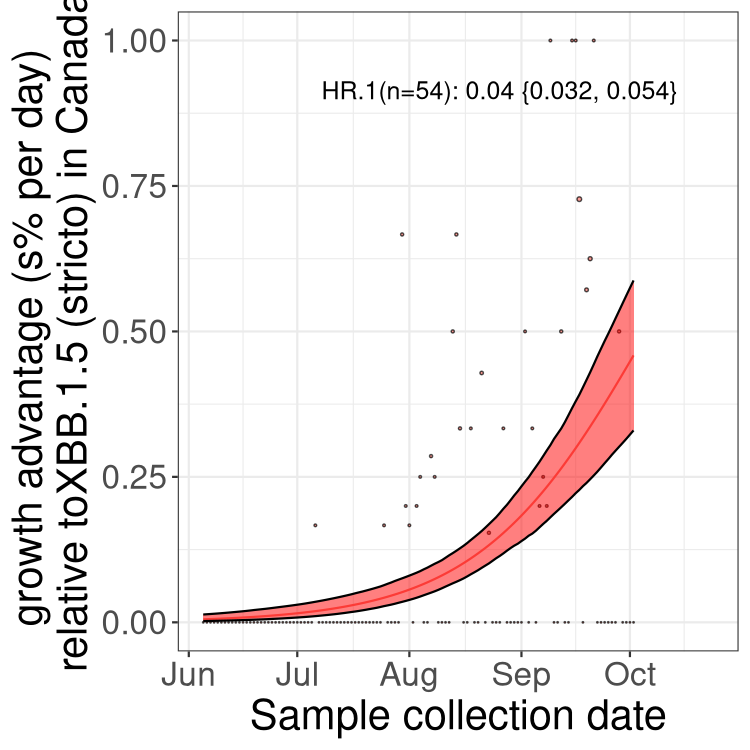 growth advantage (s% per day)
relative toXBB.1.5 (stricto) in Canada
1.00
0.75
0.50
0.25
0.00
HR.1(n=54): 0.04 {0.032, 0.054}
Jun Jul Aug Sep Oct
Sample collection date